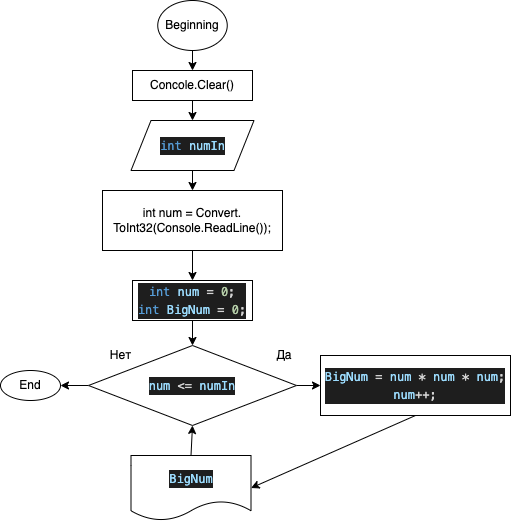 Beginning
Concole.Clear()
int numIn
int num = Convert.
ToInt32(Console.ReadLine());
int num = 0;
int BigNum = 0;
Нет
Да
End
num <= numIn
BigNum = num * num * num;
num++;
BigNum